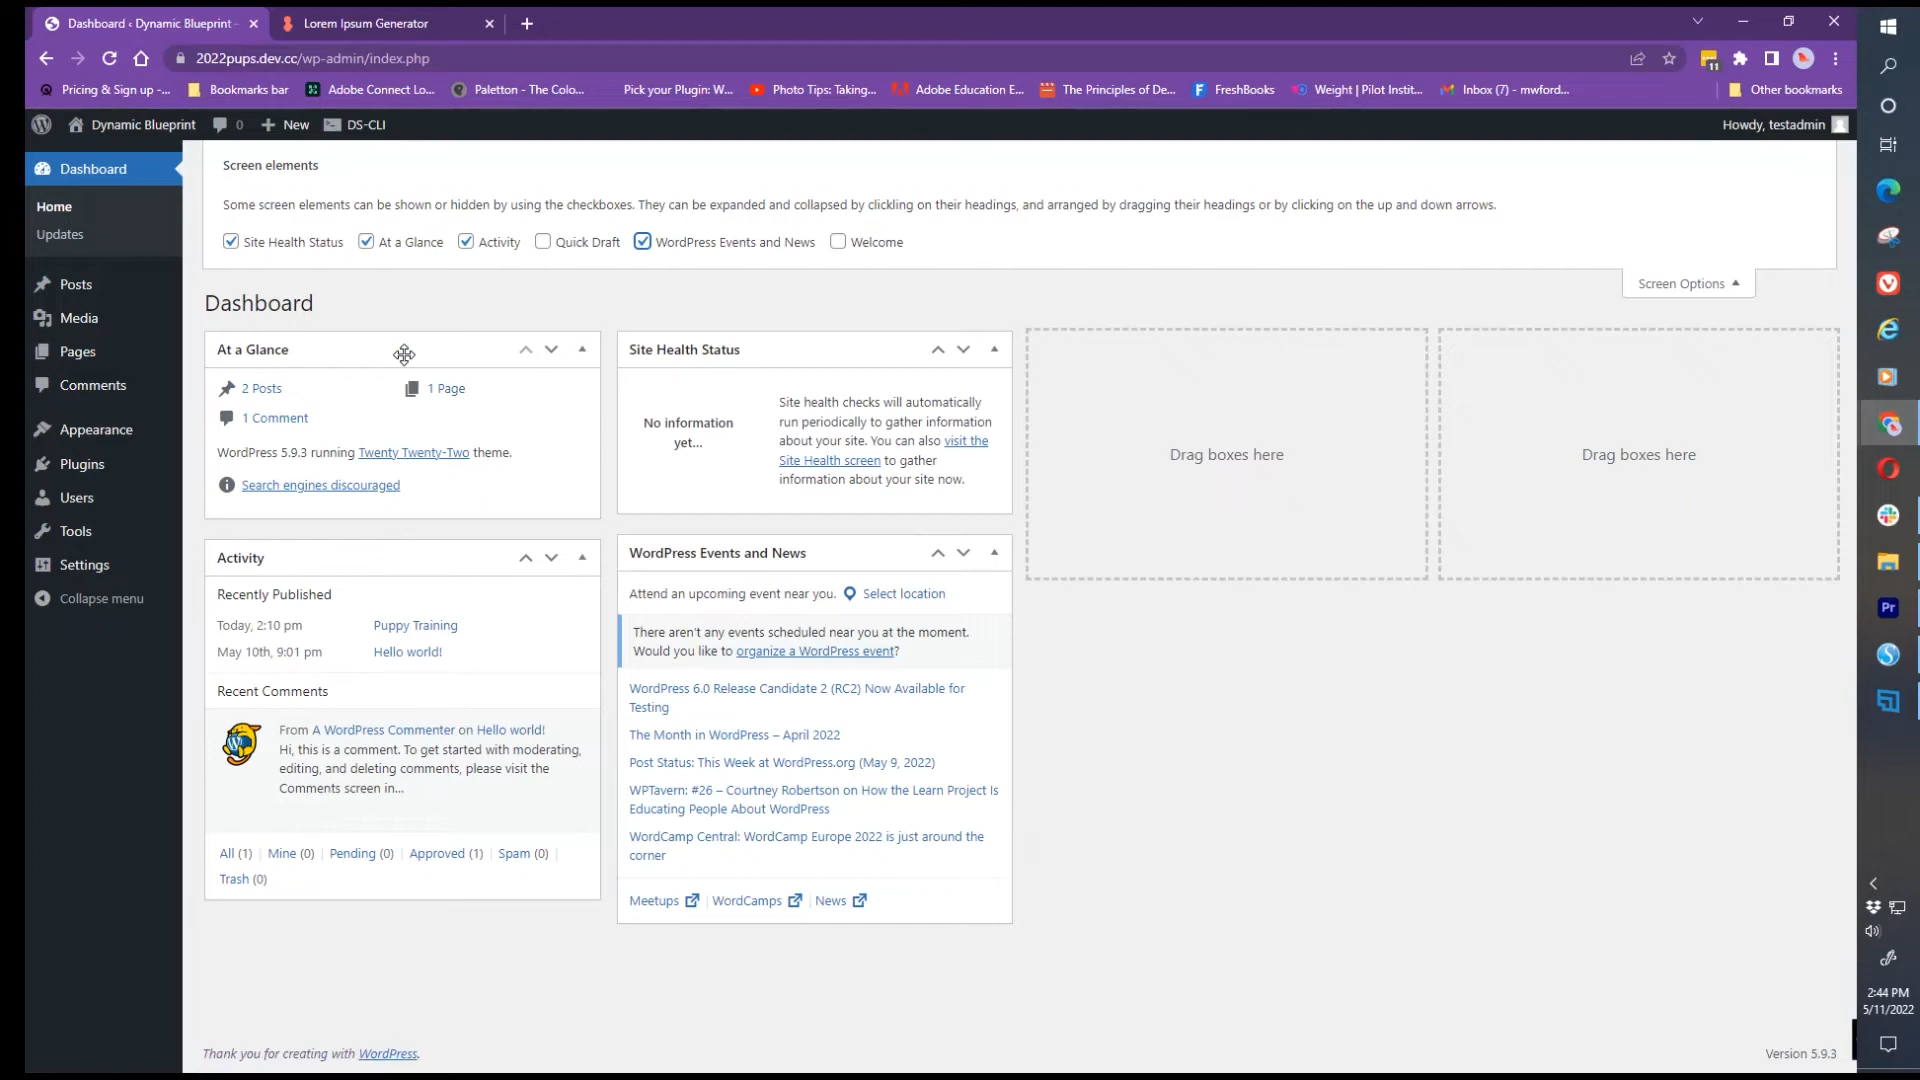 Dashboard ‹ Dynamic Blueprint –
Lorem Ipsum Generator
2022pups.dev.cc/wp-admin/index.php
11
Pricing & Sign up -...
Bookmarks bar
Adobe Connect Lo...
Paletton - The Colo...
Pick your Plugin: W...
Photo Tips: Taking...
Adobe Education E...
The Principles of De...
FreshBooks
Weight | Pilot Instit...
Inbox (7) - mwford...
Other bookmarks
Dynamic Blueprint
0
New
DS-CLI
Howdy, testadmin
Dashboard
Home
Updates
Posts
Media
Pages
Comments
Appearance
Plugins
Users
Tools
Settings
Collapse menu
Screen elements
Some screen elements can be shown or hidden by using the checkboxes. They can be expanded and collapsed by clickling on their headings, and arranged by dragging their headings or by clicking on the up and down arrows.
Site Health Status
At a Glance
Activity
Quick Draft
WordPress Events and News
Welcome
Screen Options
Dashboard
At a Glance
2 Posts
1 Page
1 Comment
WordPress 5.9.3 running Twenty Twenty-Two theme.
Search engines discouraged
Activity
Recently Published
Today, 2:10 pm
Puppy Training
May 10th, 9:01 pm
Hello world!
Recent Comments
From A WordPress Commenter on Hello world!
Hi, this is a comment. To get started with moderating,
editing, and deleting comments, please visit the
Comments screen in...
All (1) | Mine (0) | Pending (0) | Approved (1) | Spam (0) |
Trash (0)
Site Health Status
No information
yet...
Site health checks will automatically
run periodically to gather information
about your site. You can also visit the
Site Health screen to gather
information about your site now.
WordPress Events and News
Attend an upcoming event near you.
Select location
There aren't any events scheduled near you at the moment.
Would you like to organize a WordPress event?
WordPress 6.0 Release Candidate 2 (RC2) Now Available for
Testing
The Month in WordPress – April 2022
Post Status: This Week at WordPress.org (May 9, 2022)
WPTavern: #26 – Courtney Robertson on How the Learn Project Is
Educating People About WordPress
WordCamp Central: WordCamp Europe 2022 is just around the
corner
Meetups | WordCamps | News
Drag boxes here
Drag boxes here
Thank you for creating with WordPress.
Version 5.9.3
Pr
2:44 PM
5/11/2022